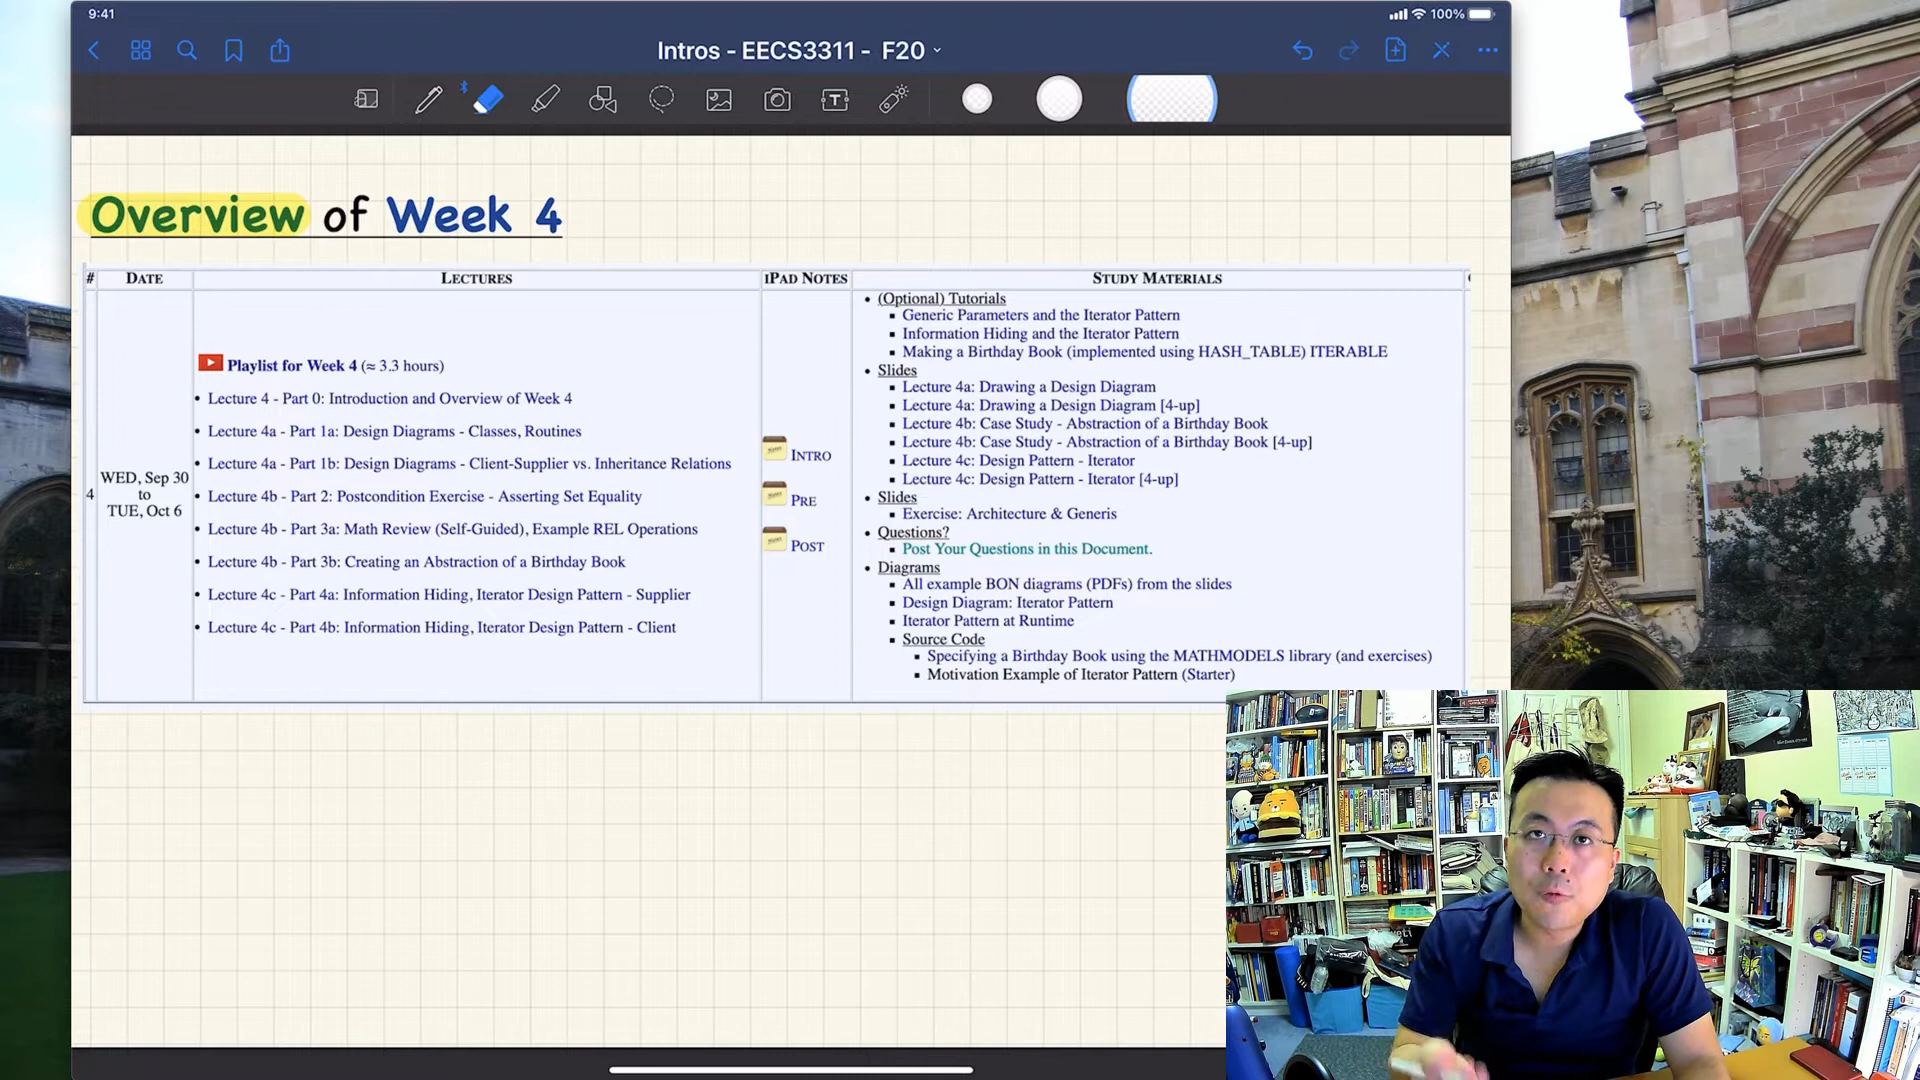 9:41
100%
Intros - EECS3311 - F20
Overview of Week 4
#
DATE
LECTURES
IPAD NOTES
STUDY MATERIALS
4
WED, Sep 30
to
TUE, Oct 6
Playlist for Week 4 (≈ 3.3 hours)
• Lecture 4 - Part 0: Introduction and Overview of Week 4
• Lecture 4a - Part 1a: Design Diagrams - Classes, Routines
• Lecture 4a - Part 1b: Design Diagrams - Client-Supplier vs. Inheritance Relations
• Lecture 4b - Part 2: Postcondition Exercise - Asserting Set Equality
• Lecture 4b - Part 3a: Math Review (Self-Guided), Example REL Operations
• Lecture 4b - Part 3b: Creating an Abstraction of a Birthday Book
• Lecture 4c - Part 4a: Information Hiding, Iterator Design Pattern - Supplier
• Lecture 4c - Part 4b: Information Hiding, Iterator Design Pattern - Client
INTRO
PRE
POST
• (Optional) Tutorials
▪ Generic Parameters and the Iterator Pattern
▪ Information Hiding and the Iterator Pattern
▪ Making a Birthday Book (implemented using HASH_TABLE) ITERABLE
• Slides
▪ Lecture 4a: Drawing a Design Diagram
▪ Lecture 4a: Drawing a Design Diagram [4-up]
▪ Lecture 4b: Case Study - Abstraction of a Birthday Book
▪ Lecture 4b: Case Study - Abstraction of a Birthday Book [4-up]
▪ Lecture 4c: Design Pattern - Iterator
▪ Lecture 4c: Design Pattern - Iterator [4-up]
• Slides
▪ Exercise: Architecture & Generis
• Questions?
▪ Post Your Questions in this Document.
• Diagrams
▪ All example BON diagrams (PDFs) from the slides
▪ Design Diagram: Iterator Pattern
▪ Iterator Pattern at Runtime
▪ Source Code
▪ Specifying a Birthday Book using the MATHMODELS library (and exercises)
▪ Motivation Example of Iterator Pattern (Starter)